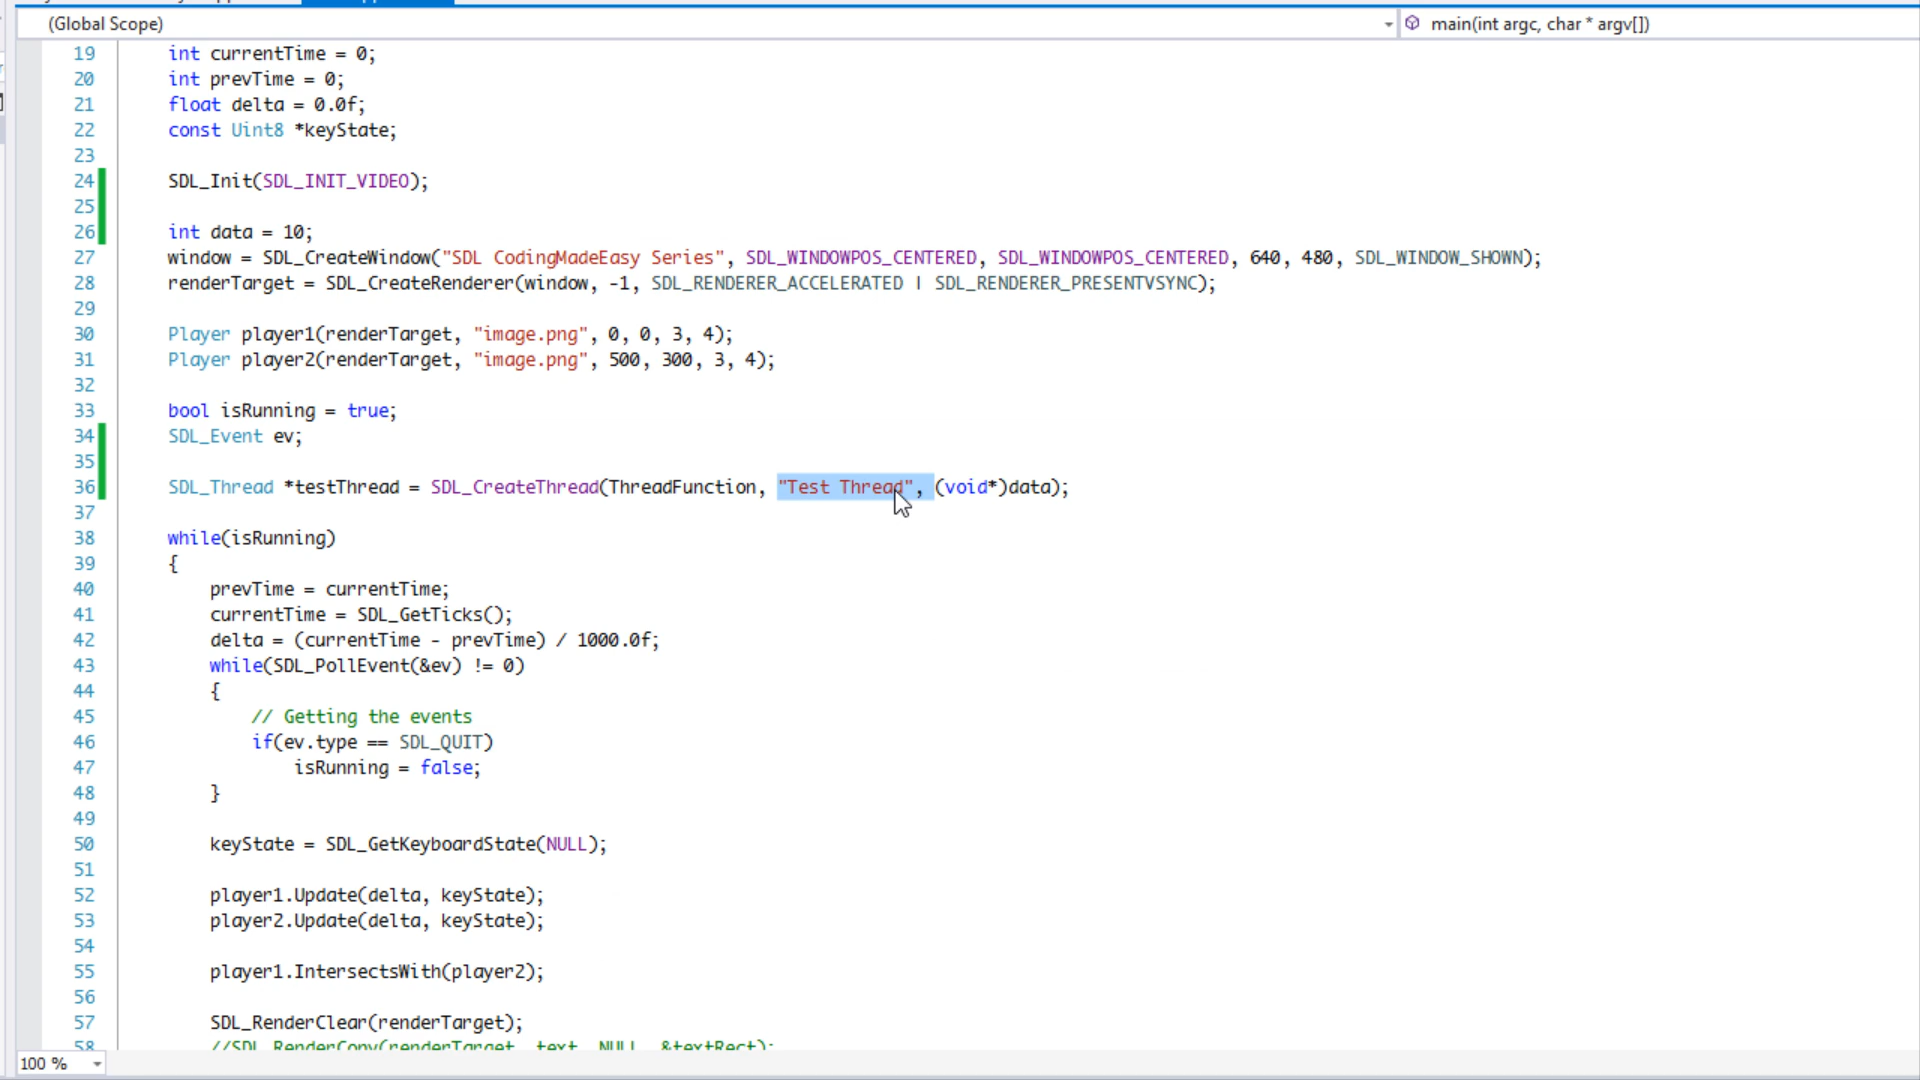 (Global Scope) main(int argc, char * argv[])
19 int currentTime = 0;
20 int prevTime = 0;
21 float delta = 0.0f;
22 const Uint8 *keyState;
23
24 SDL_Init(SDL_INIT_VIDEO);
25
26 int data = 10;
27 window = SDL_CreateWindow("SDL CodingMadeEasy Series", SDL_WINDOWPOS_CENTERED, SDL_WINDOWPOS_CENTERED, 640, 480, SDL_WINDOW_SHOWN);
28 renderTarget = SDL_CreateRenderer(window, -1, SDL_RENDERER_ACCELERATED | SDL_RENDERER_PRESENTVSYNC);
29
30 Player player1(renderTarget, "image.png", 0, 0, 3, 4);
31 Player player2(renderTarget, "image.png", 500, 300, 3, 4);
32
33 bool isRunning = true;
34 SDL_Event ev;
35
36 SDL_Thread *testThread = SDL_CreateThread(ThreadFunction, "Test Thread", (void*)data);
37
38 while(isRunning)
39 {
40 prevTime = currentTime;
41 currentTime = SDL_GetTicks();
42 delta = (currentTime - prevTime) / 1000.0f;
43 while(SDL_PollEvent(&ev) != 0)
44 {
45 // Getting the events
46 if(ev.type == SDL_QUIT)
47 isRunning = false;
48 }
49
50 keyState = SDL_GetKeyboardState(NULL);
51
52 player1.Update(delta, keyState);
53 player2.Update(delta, keyState);
54
55 player1.IntersectsWith(player2);
56
57 SDL_RenderClear(renderTarget);
58 //SDL_RenderCopy(renderTarget, text, NULL, &textRect);
100 %